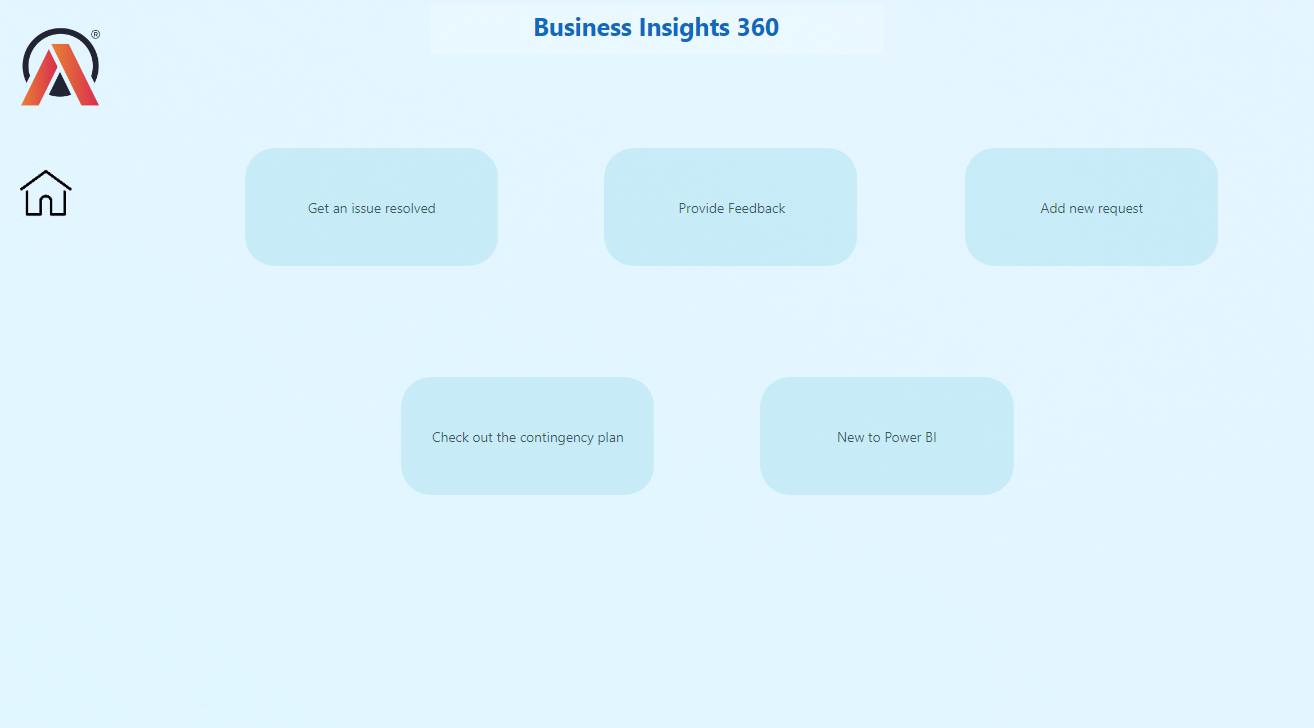 Business Insights 360
®
Get an issue resolved
Provide Feedback
Add new request
Check out the contingency plan
New to Power BI